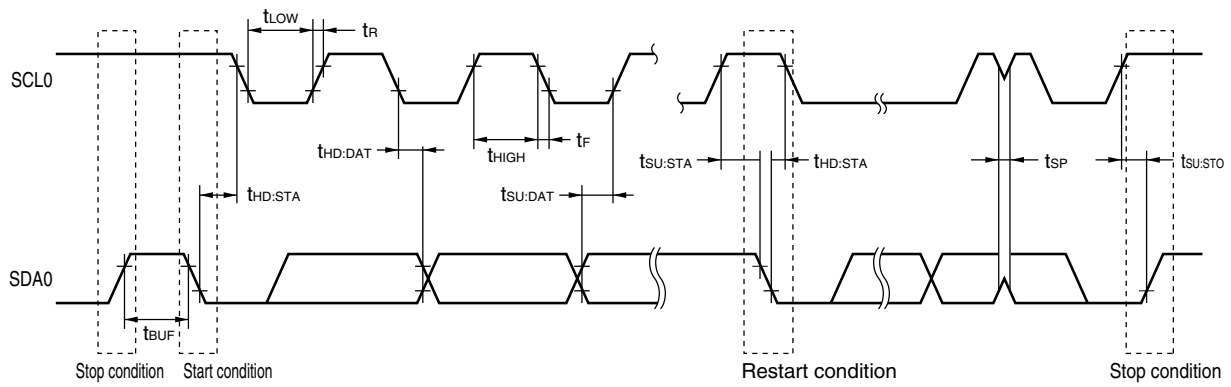 tLOW
tR
SCL0
tHD:DAT
tHIGH
tF
tSU:STA
tHD:STA
tSP
tSU:STO
tHD:STA
tSU:DAT
SDA0
tBUF
Stop condition
Start condition
Restart condition
Stop condition